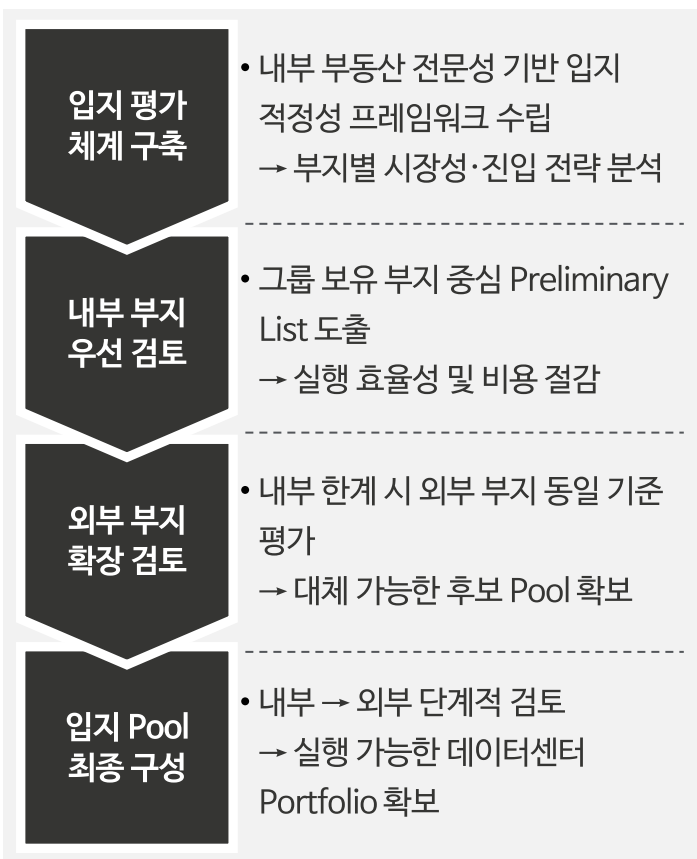 입지 평가
체계 구축
• 내부 부동산 전문성 기반 입지
적정성 프레임워크 수립
→ 부지별 시장성·진입 전략 분석
내부 부지
우선 검토
• 그룹 보유 부지 중심 Preliminary
List 도출
→ 실행 효율성 및 비용 절감
외부 부지
확장 검토
• 내부 한계 시 외부 부지 동일 기준
평가
→ 대체 가능한 후보 Pool 확보
입지 Pool
최종 구성
• 내부 → 외부 단계적 검토
→ 실행 가능한 데이터센터
Portfolio 확보